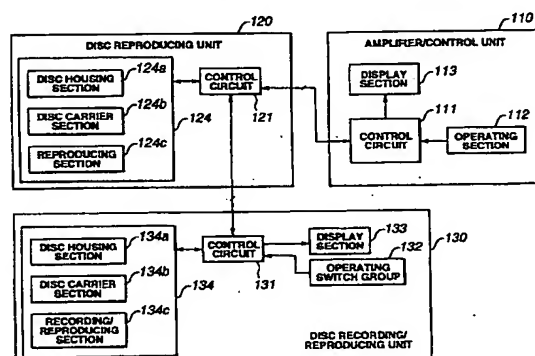 120
DISC REPRODUCING UNIT
DISC HOUSING
SECTION
124a
DISC CARRIER
SECTION
124b
REPRODUCING
SECTION
124c
124
CONTROL
CIRCUIT
121
110
AMPLIRER/CONTROL UNIT
DISPLAY
SECTION
113
CONTROL
CIRCUIT
111
112
OPERATING
SECTION
DISC HOUSING
SECTION
134a
DISC CARRIER
SECTION
134b
RECORDING/
REPRODUCING
SECTION
134c
134
CONTROL
CIRCUIT
131
DISPLAY
SECTION
133
132
OPERATING
SWITCH GROUP
130
DISC RECORDING/
REPRODUCING UNIT